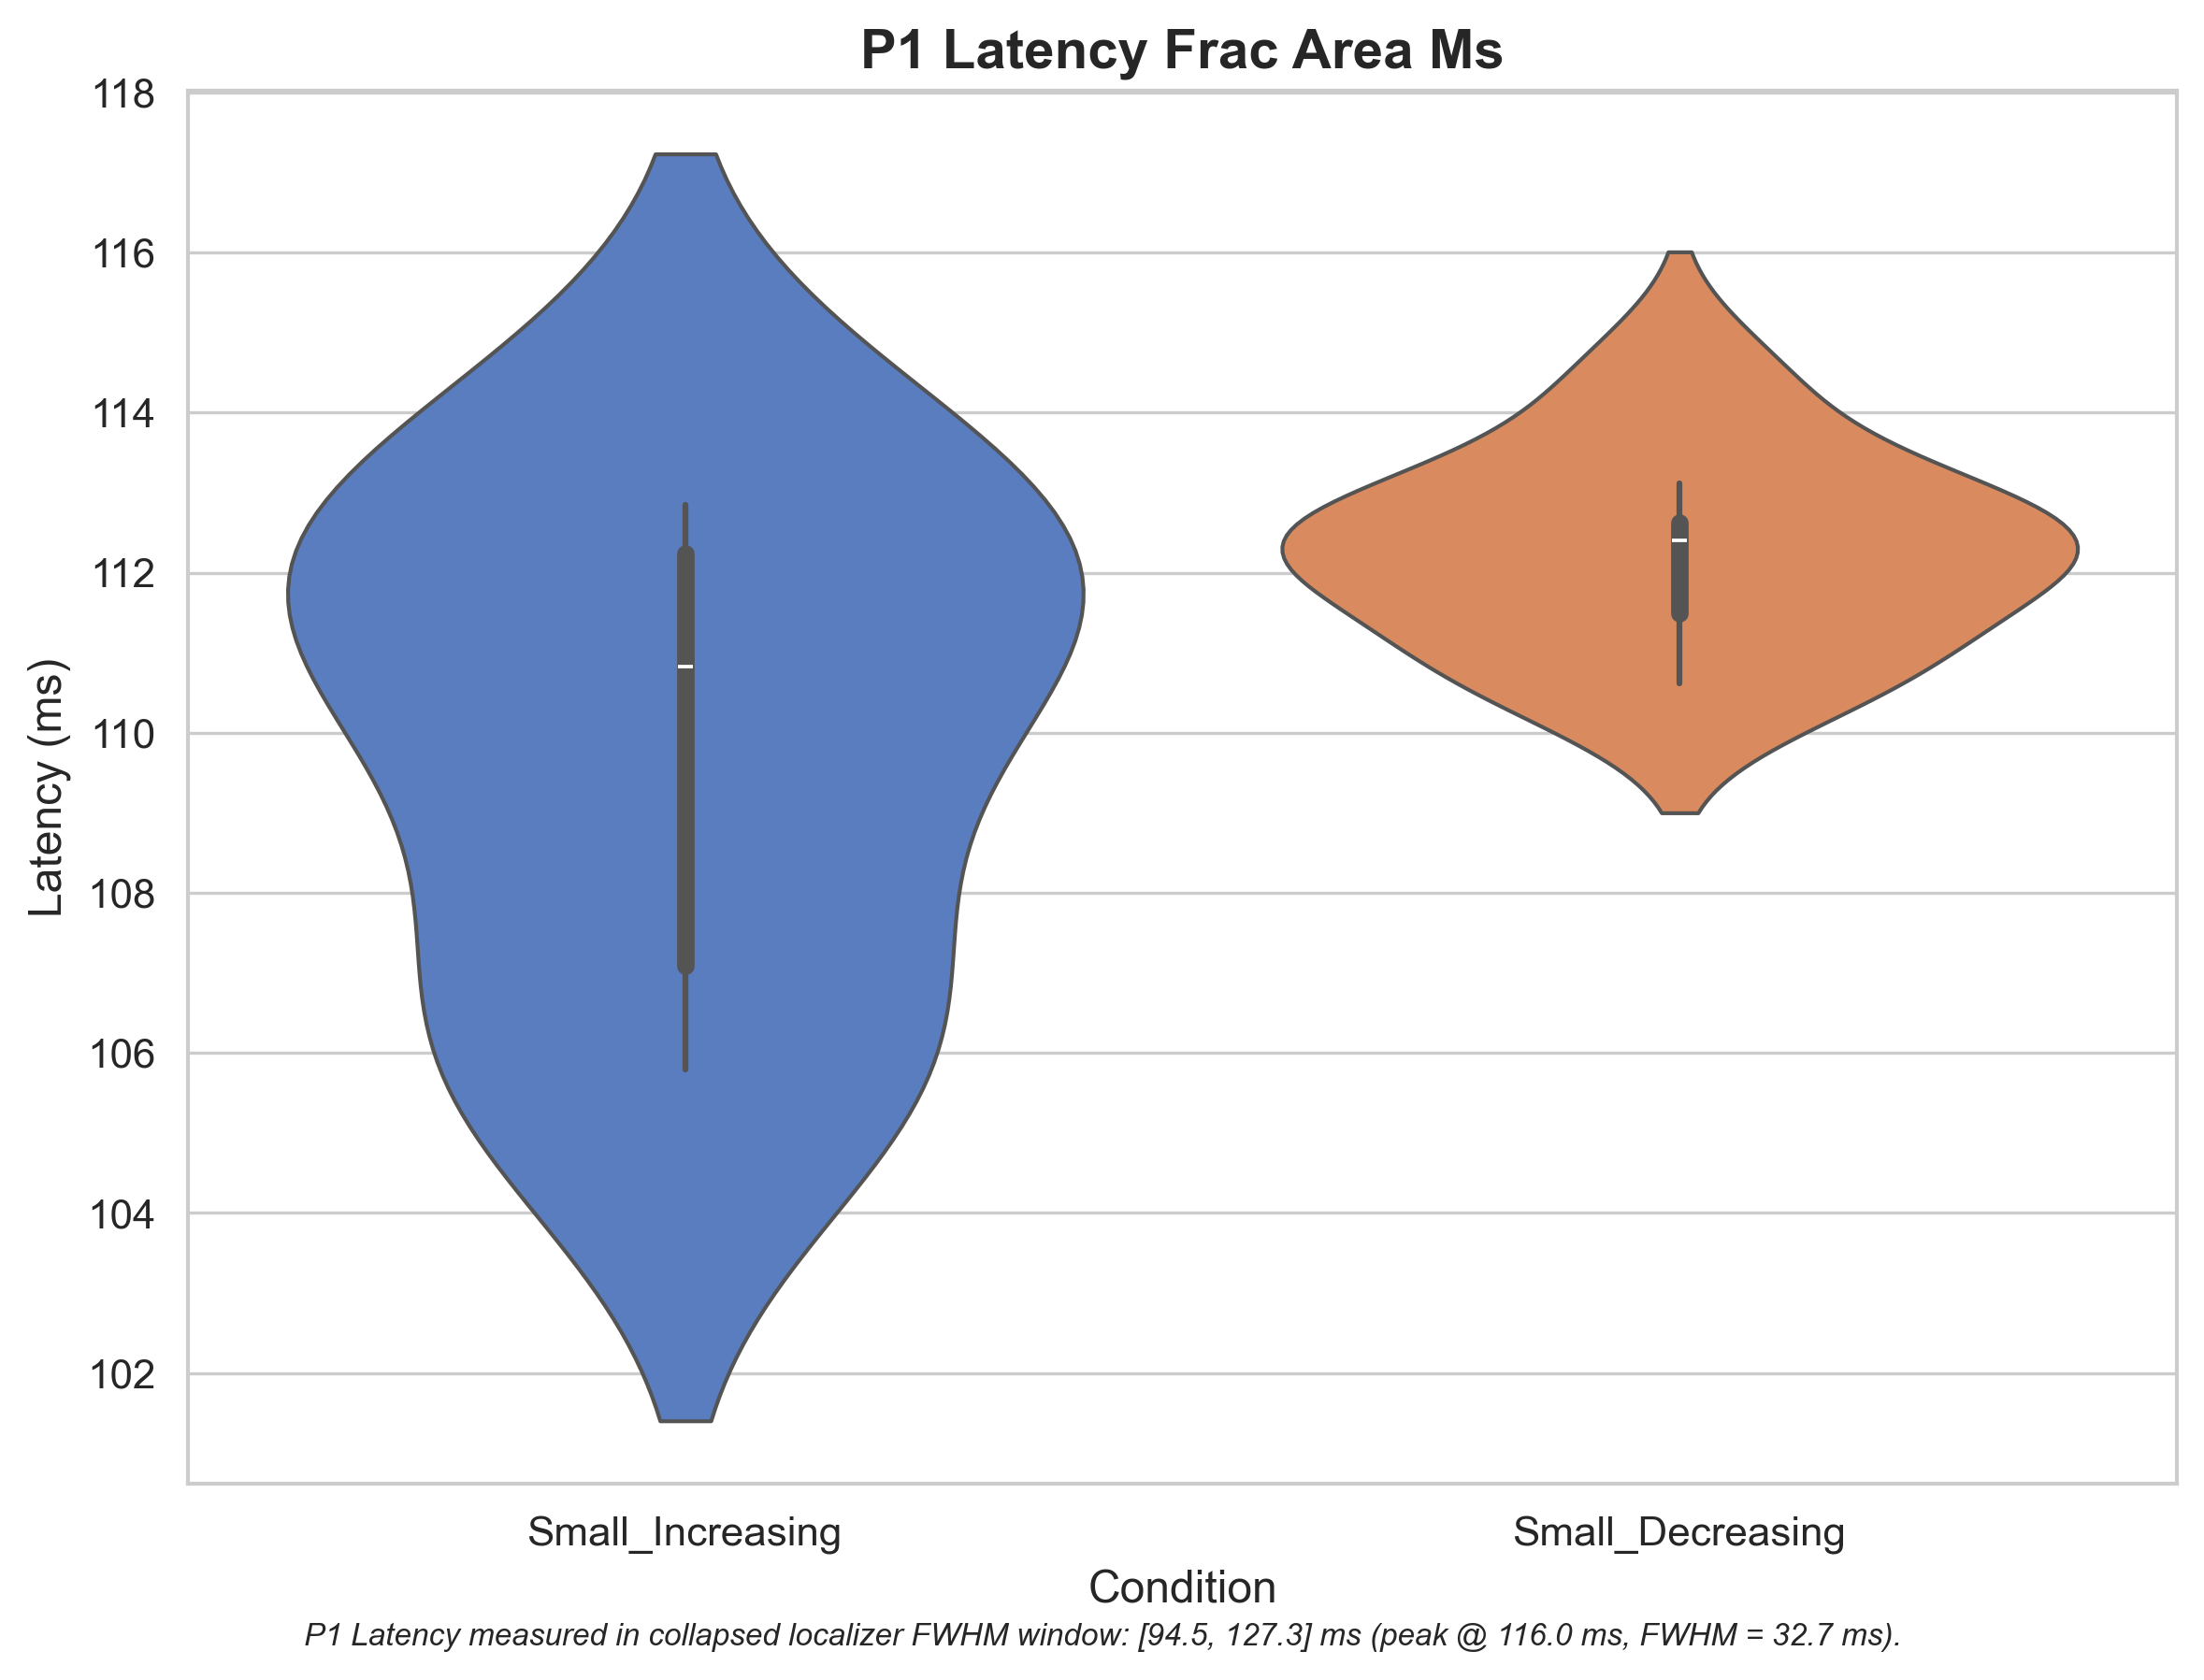 P1 Latency Frac Area Ms
118
116
114
112
110
108
106
104
102
Latency (ms)
Small_Increasing
Small_Decreasing
Condition
P1 Latency measured in collapsed localizer FWHM window: [94.5, 127.3] ms (peak @ 116.0 ms, FWHM = 32.7 ms).